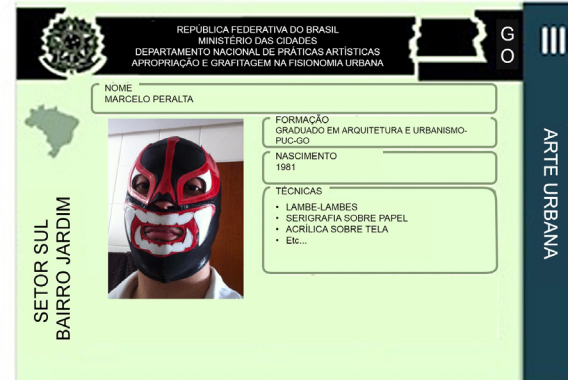 REPÚBLICA FEDERATIVA DO BRASIL
MINISTÉRIO DAS CIDADES
DEPARTAMENTO NACIONAL DE PRÁTICAS ARTÍSTICAS
APROPRIAÇÃO E GRAFITAGEM NA FISIONOMIA URBANA
G
O
NOME
MARCELO PERALTA
FORMAÇÃO
GRADUADO EM ARQUITETURA E URBANISMO-
PUC-GO
NASCIMENTO
1981
TÉCNICAS
• LAMBE-LAMBES
• SERIGRAFIA SOBRE PAPEL
• ACRÍLICA SOBRE TELA
• Etc...
SETOR SUL
BAIRRO JARDIM
ARTE URBANA